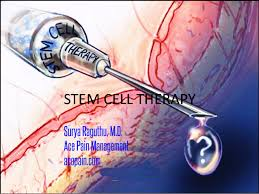 STEM CELL
THERAPY
STEM CELL THERAPY
Surya Raguthu, M.D.
Ace Pain Management
acepain.com
?